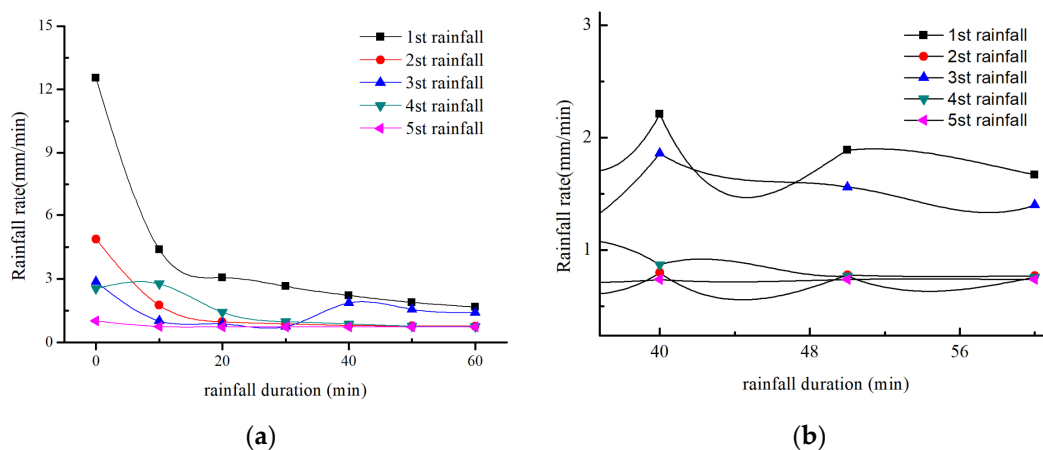 15
12
9
6
3
0
Rainfall rate(mm/min)
1st rainfall
2st rainfall
3st rainfall
4st rainfall
5st rainfall
0
20
40
60
rainfall duration (min)
(a)
3
2
1
Rainfall rate(mm/min)
1st rainfall
2st rainfall
3st rainfall
4st rainfall
5st rainfall
40
48
56
rainfall duration (min)
(b)